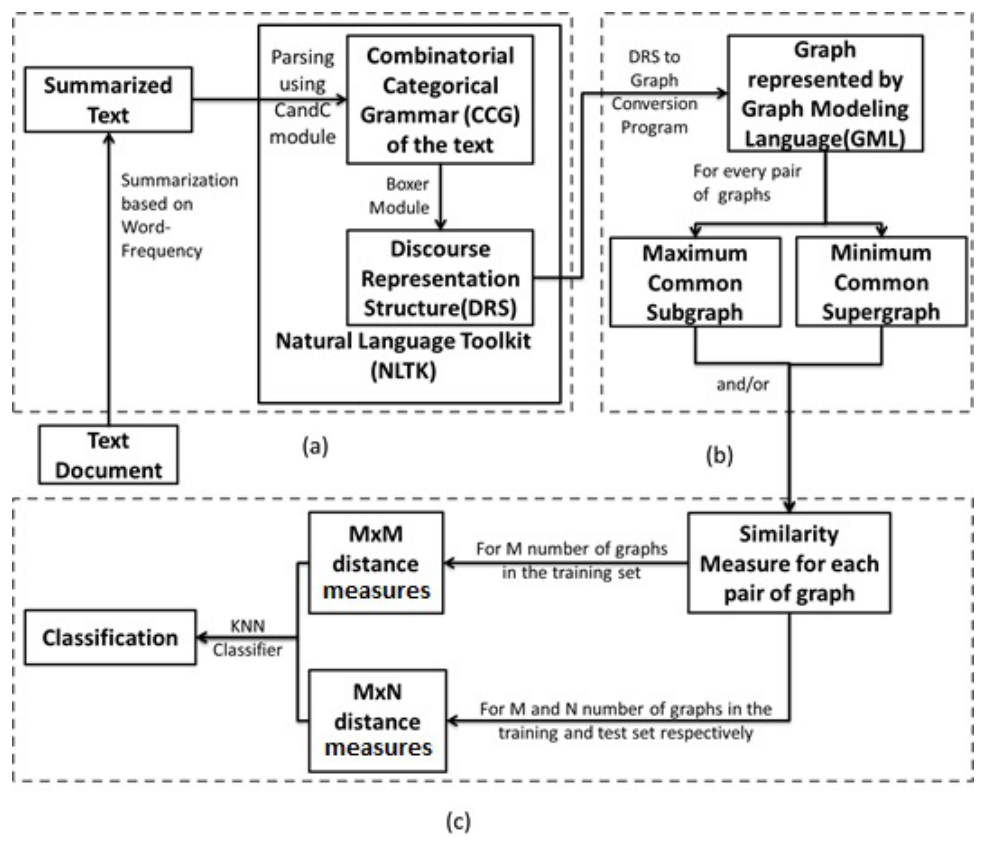 Summarized
Text
Parsing
using
CandC
module
Combinatorial
Categorical
Grammar (CCG)
of the text
Summarization
based on
Word-
Frequency
Boxer
Module
Discourse
Representation
Structure(DRS)
Natural Language Toolkit
(NLTK)
Text
Document
(a)
DRS to
Graph
Conversion
Program
Graph
represented by
Graph Modeling
Language(GML)
For every pair
of graphs
Maximum
Common
Subgraph
Minimum
Common
Supergraph
and/or
(b)
Similarity
Measure for each
pair of graph
For M number of graphs
in the training set
MxM
distance
measures
For M and N number of graphs in the
training and test set respectively
MxN
distance
measures
KNN
Classifier
Classification
(c)